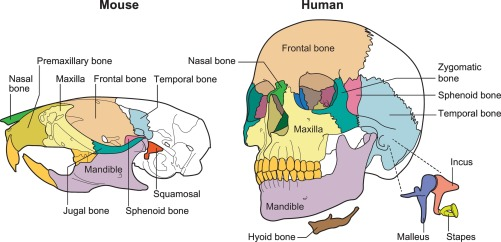 Mouse
Human
Premaxillary bone
Nasal
bone
Maxilla
Frontal bone
Temporal bone
Mandible
Squamosal
Jugal bone
Sphenoid bone
Nasal bone
Frontal bone
Zygomatic
bone
Sphenoid bone
Temporal bone
Maxilla
Mandible
Hyoid bone
Incus
Malleus
Stapes